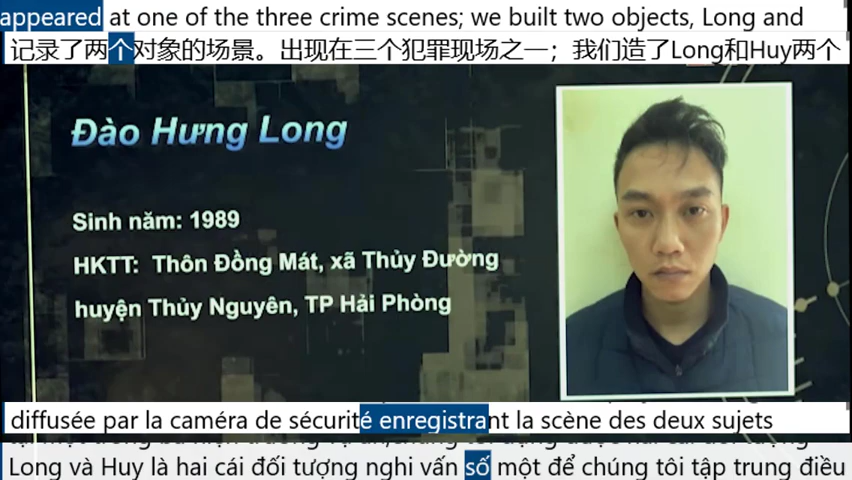 appeared at one of the three crime scenes; we built two objects, Long and
记录了两个对象的场景。出现在三个犯罪现场之一；我们造了Long和Huy两个
Đào Hưng Long
Sinh năm: 1989
HKTT: Thôn Đồng Mát, xã Thủy Đường
huyện Thủy Nguyên, TP Hải Phòng
diffusée par la caméra de sécurité enregistrant la scène des deux sujets
Long và Huy là hai cái đối tượng nghi vấn số một để chúng tôi tập trung điều